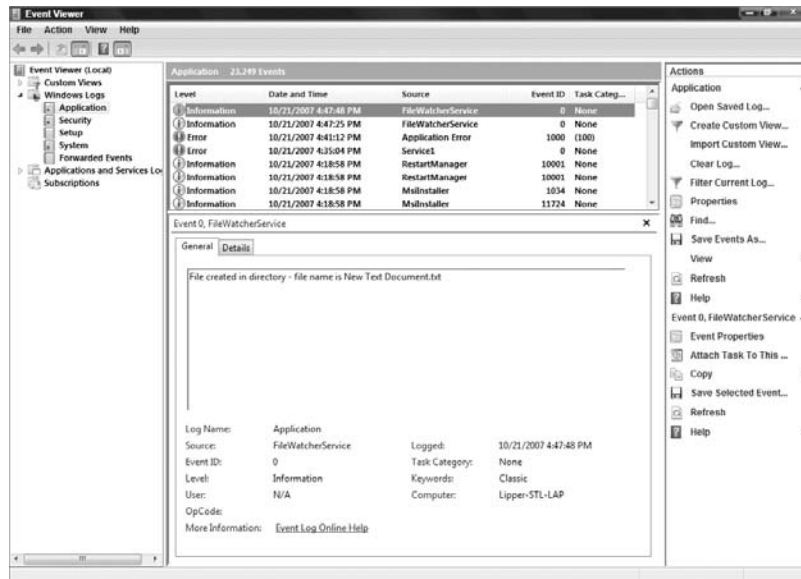 Event Viewer
File Action View Help
Event Viewer (Local)
Custom Views
Windows Logs
Application
Security
Setup
System
Forwarded Events
Applications and Services Lo
Subscriptions
Application 23,249 Events
Level Date and Time Source Event ID Task Categ...
Information 10/21/2007 4:47:48 PM FileWatcherService 0 None
Information 10/21/2007 4:47:25 PM FileWatcherService 0 None
Error 10/21/2007 4:41:12 PM Application Error 1000 (100)
Error 10/21/2007 4:35:04 PM Service1 0 None
Information 10/21/2007 4:18:58 PM RestartManager 10001 None
Information 10/21/2007 4:18:58 PM RestartManager 10001 None
Information 10/21/2007 4:18:58 PM MsiInstaller 1034 None
Information 10/21/2007 4:18:58 PM MsiInstaller 11724 None
Event 0, FileWatcherService
General Details
File created in directory - file name is New Text Document.txt
Log Name: Application
Source: FileWatcherService Logged: 10/21/2007 4:47:48 PM
Event ID: 0 Task Category: None
Level: Information Keywords: Classic
User: N/A Computer: Lipper-STL-LAP
OpCode:
More Information: Event Log Online Help
Actions
Application
Open Saved Log...
Create Custom View...
Import Custom View...
Clear Log...
Filter Current Log...
Properties
Find...
Save Events As...
View
Refresh
Help
Event 0, FileWatcherService
Event Properties
Attach Task To This ...
Copy
Save Selected Event...
Refresh
Help